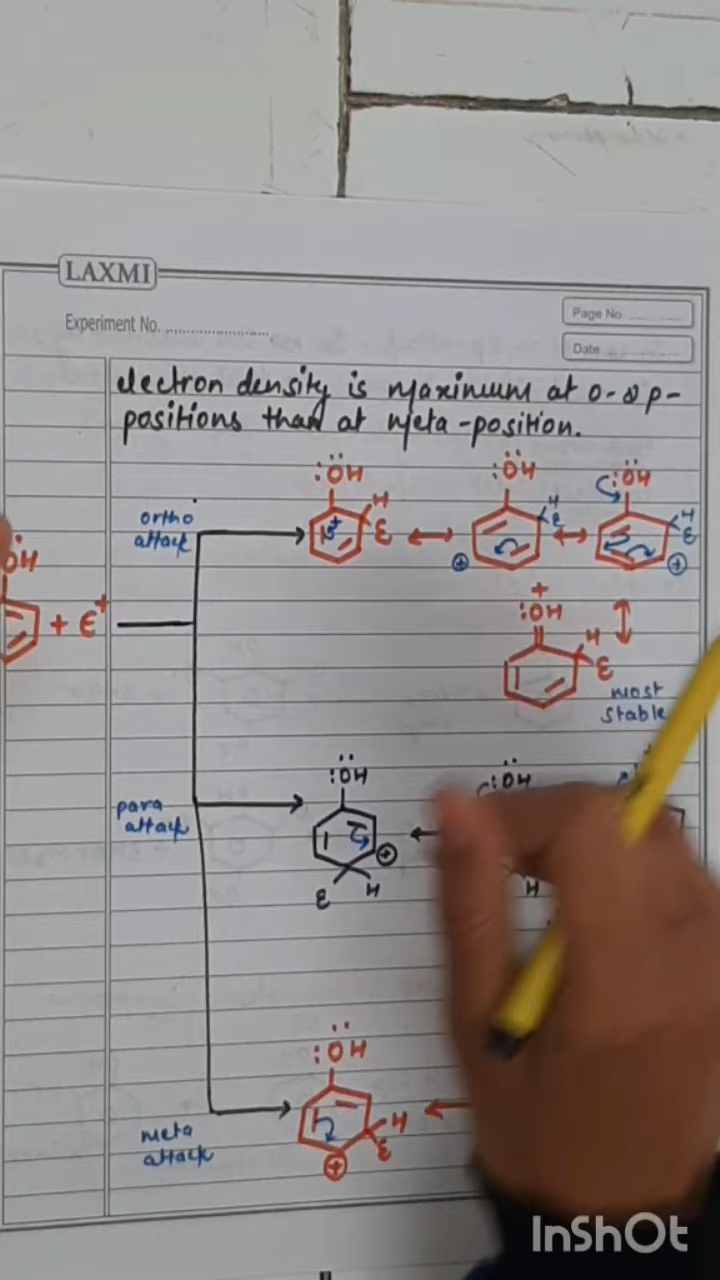 LAXMI
Experiment No. ........................
Page No
Date
electron density is maximum at o- & p-
positions than at meta-position.
:ÖH
:ÖH
:ÖH
ortho
attack
H
E
H
E
H
E
+
+
⊕
⊕
ÖH
+ E+
+
:OH
H
E
most
stable
:ÖH
:ÖH
para
attack
⊕
E
H
H
:ÖH
meta
attack
H
E
⊕
InShOt